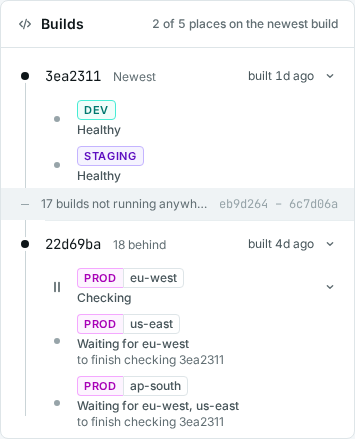 Builds 2 of 5 places on the newest build
3ea2311 Newest built 1d ago
DEV
Healthy
STAGING
Healthy
17 builds not running anywh... eb9d264 – 6c7d06a
22d69ba 18 behind built 4d ago
PROD eu-west
Checking
PROD us-east
Waiting for eu-west
to finish checking 3ea2311
PROD ap-south
Waiting for eu-west, us-east
to finish checking 3ea2311